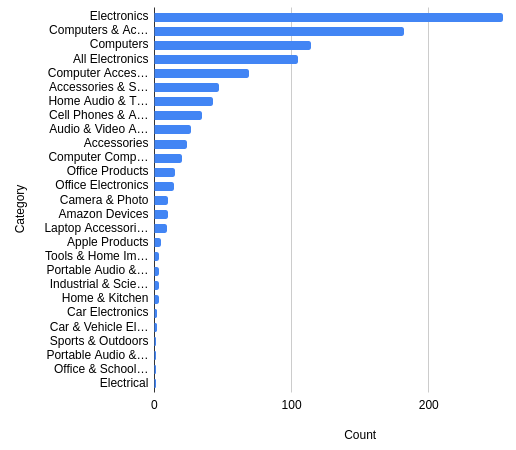 Electronics
Computers & Ac…
Computers
All Electronics
Computer Acces…
Accessories & S…
Home Audio & T…
Cell Phones & A…
Audio & Video A…
Accessories
Computer Comp…
Office Products
Office Electronics
Camera & Photo
Amazon Devices
Laptop Accessori…
Apple Products
Tools & Home Im…
Portable Audio &…
Industrial & Scie…
Home & Kitchen
Car Electronics
Car & Vehicle El…
Sports & Outdoors
Portable Audio &…
Office & School…
Electrical
Category
0 100 200
Count